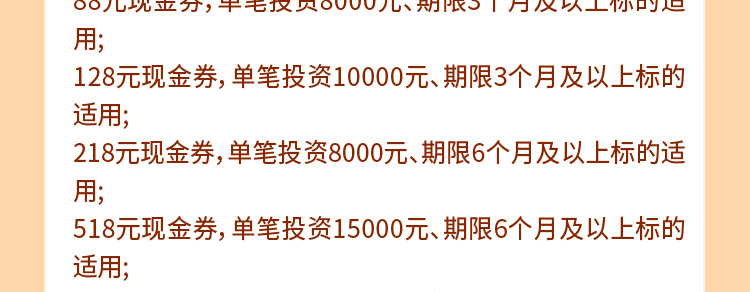 88元现金券，单笔投资8000元、期限3个月及以上标的适
用;
128元现金券，单笔投资10000元、期限3个月及以上标的
适用;
218元现金券，单笔投资8000元、期限6个月及以上标的适
用;
518元现金券，单笔投资15000元、期限6个月及以上标的
适用;